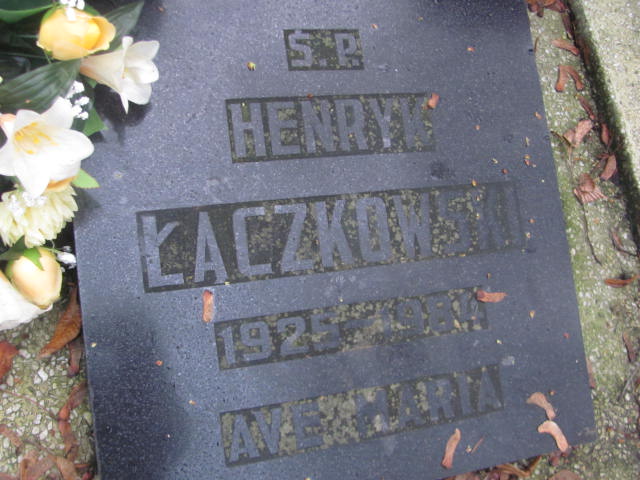 Ś.P.
HENRYK
ŁACZKOWSKI
1925-1984
AVE MARIA